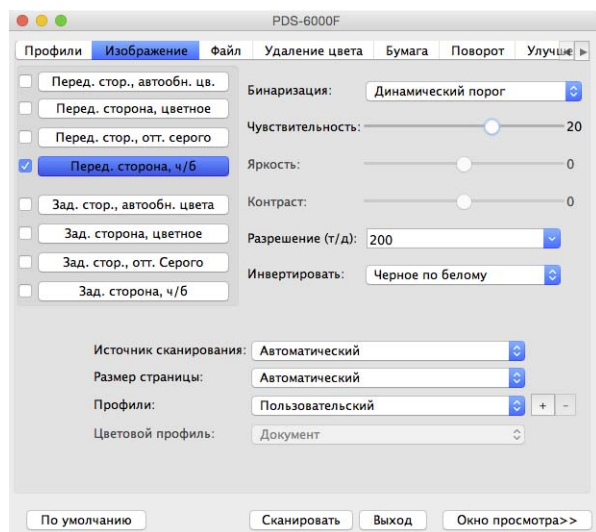 PDS-6000F
Профили Изображение Файл Удаление цвета Бумага Поворот Улучше
Перед. стор., автообн. цв.
Перед. сторона, цветное
Перед. стор., отт. серого
Перед. сторона, ч/б
Зад. стор., автообн. цвета
Зад. сторона, цветное
Зад. стор., отт. Серого
Зад. сторона, ч/б
Бинаризация: Динамический порог
Чувствительность: 20
Яркость: 0
Контраст: 0
Разрешение (т/д): 200
Инвертировать: Черное по белому
Источник сканирования: Автоматический
Размер страницы: Автоматический
Профили: Пользовательский + -
Цветовой профиль: Документ
По умолчанию Сканировать Выход Окно просмотра>>